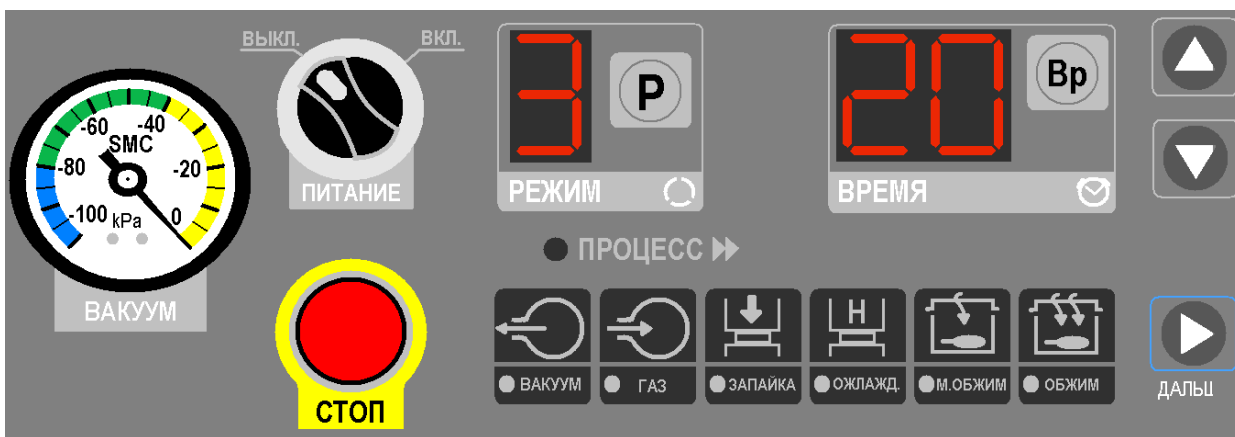 ВЫКЛ.
ВКЛ.
-100
-80
-60
-40
-20
0
SMC
kPa
ВАКУУМ
ПИТАНИЕ
СТОП
3
P
РЕЖИМ
20
Вр
ВРЕМЯ
ПРОЦЕСС
H
ВАКУУМ
ГАЗ
ЗАПАЙКА
ОЖЛАЖД.
М.ОБЖИМ
ОБЖИМ
ДАЛЬШ